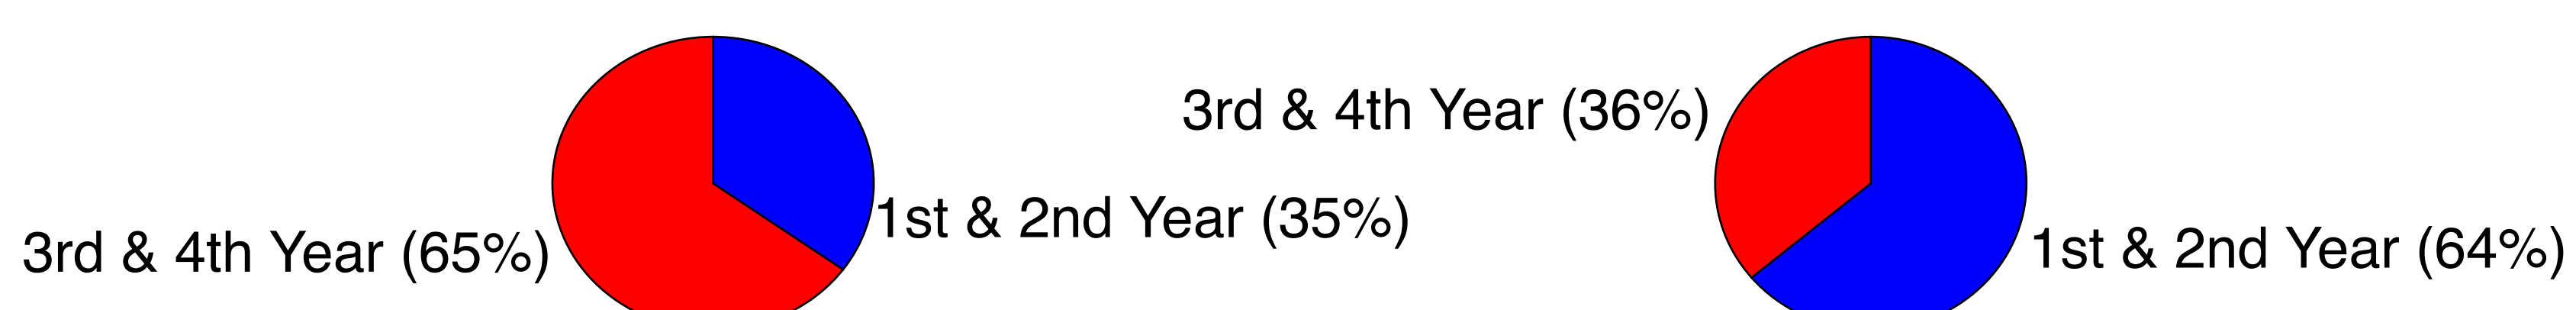 3rd & 4th Year (65%)
1st & 2nd Year (35%)
3rd & 4th Year (36%)
1st & 2nd Year (64%)